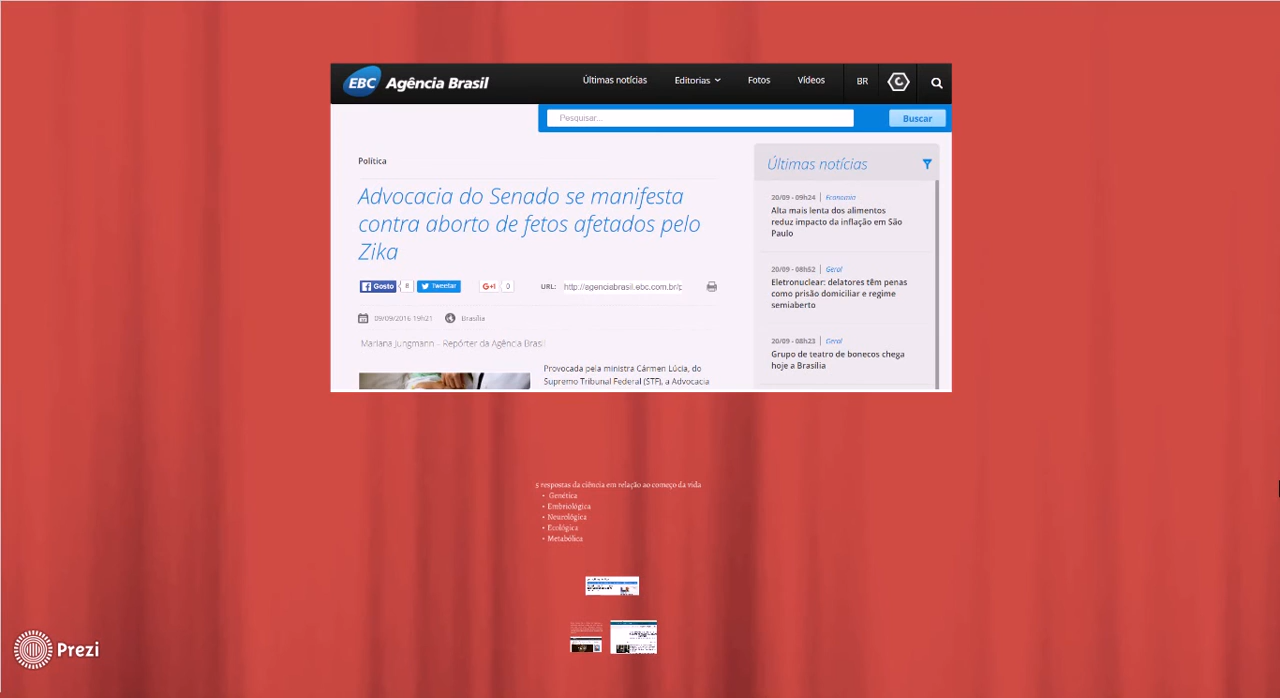 EBC Agência Brasil
Últimas notícias Editorias Fotos Vídeos BR C
Pesquisar... Buscar
Política
Advocacia do Senado se manifesta
contra aborto de fetos afetados pelo
Zika
Gosto 8 Tweetar G+1 0 URL: http://agenciabrasil.ebc.com.br/p
09/09/2016 19h21 Brasília
Mariana Jungmann - Repórter da Agência Brasil
Provocada pela ministra Cármen Lúcia, do
Supremo Tribunal Federal (STF), a Advocacia
Últimas notícias
20/09 - 09h24 | Economia
Alta mais lenta dos alimentos
reduz impacto da inflação em São
Paulo
20/09 - 08h52 | Geral
Eletronuclear: delatores têm penas
como prisão domiciliar e regime
semiaberto
20/09 - 08h23 | Geral
Grupo de teatro de bonecos chega
hoje a Brasília
5 respostas da ciência em relação ao começo da vida
• Genética
• Embriológica
• Neurológica
• Ecológica
• Metabólica
Prezi